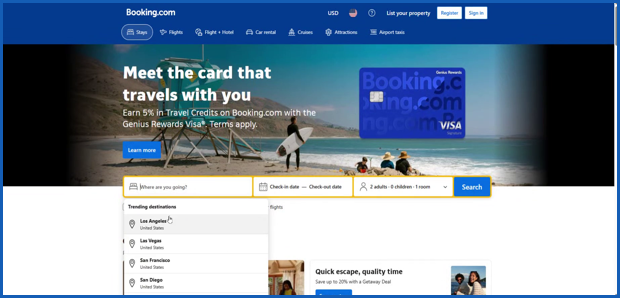 Booking.com
USD
List your property
Register
Sign in
Stays
Flights
Flight + Hotel
Car rental
Cruises
Attractions
Airport taxis
Meet the card that
travels with you
Earn 5% in Travel Credits on Booking.com with the
Genius Rewards Visa®. Terms apply.
Learn more
Genius Rewards
Booking.c
VISA
Where are you going?
Check-in date — Check-out date
2 adults · 0 children · 1 room
Search
flights
Trending destinations
Los Angeles
United States
Las Vegas
United States
San Francisco
United States
San Diego
United States
Quick escape, quality time
Save up to 20% with a Getaway Deal